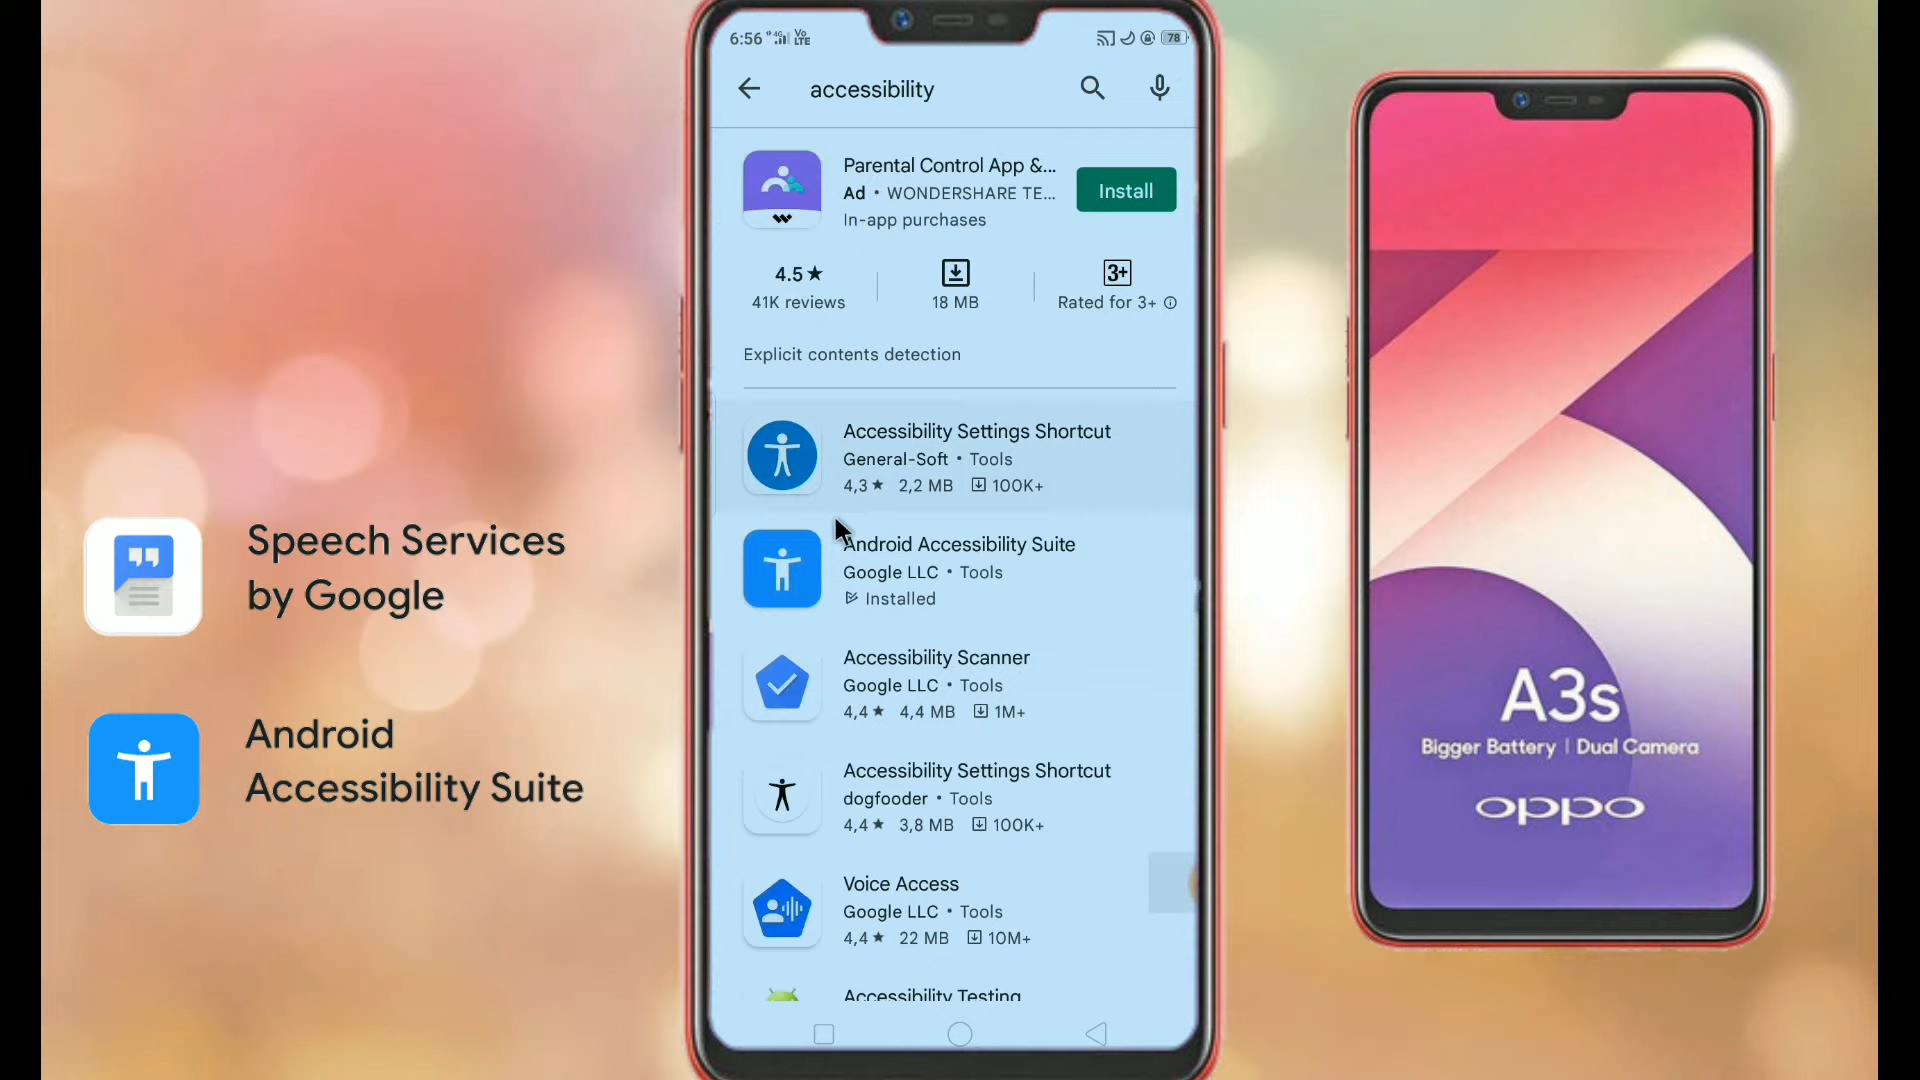 6:56 4G Vo LTE 78
accessibility
Parental Control App &...
Ad • WONDERSHARE TE...
In-app purchases
Install
4.5★
41K reviews
18 MB
3+
Rated for 3+
Explicit contents detection
Accessibility Settings Shortcut
General-Soft • Tools
4,3★ 2,2 MB 100K+
Android Accessibility Suite
Google LLC • Tools
Installed
Accessibility Scanner
Google LLC • Tools
4,4★ 4,4 MB 1M+
Accessibility Settings Shortcut
dogfooder • Tools
4,4★ 3,8 MB 100K+
Voice Access
Google LLC • Tools
4,4★ 22 MB 10M+
Accessibility Testing
Speech Services
by Google
Android
Accessibility Suite
A3s
Bigger Battery | Dual Camera
oppo